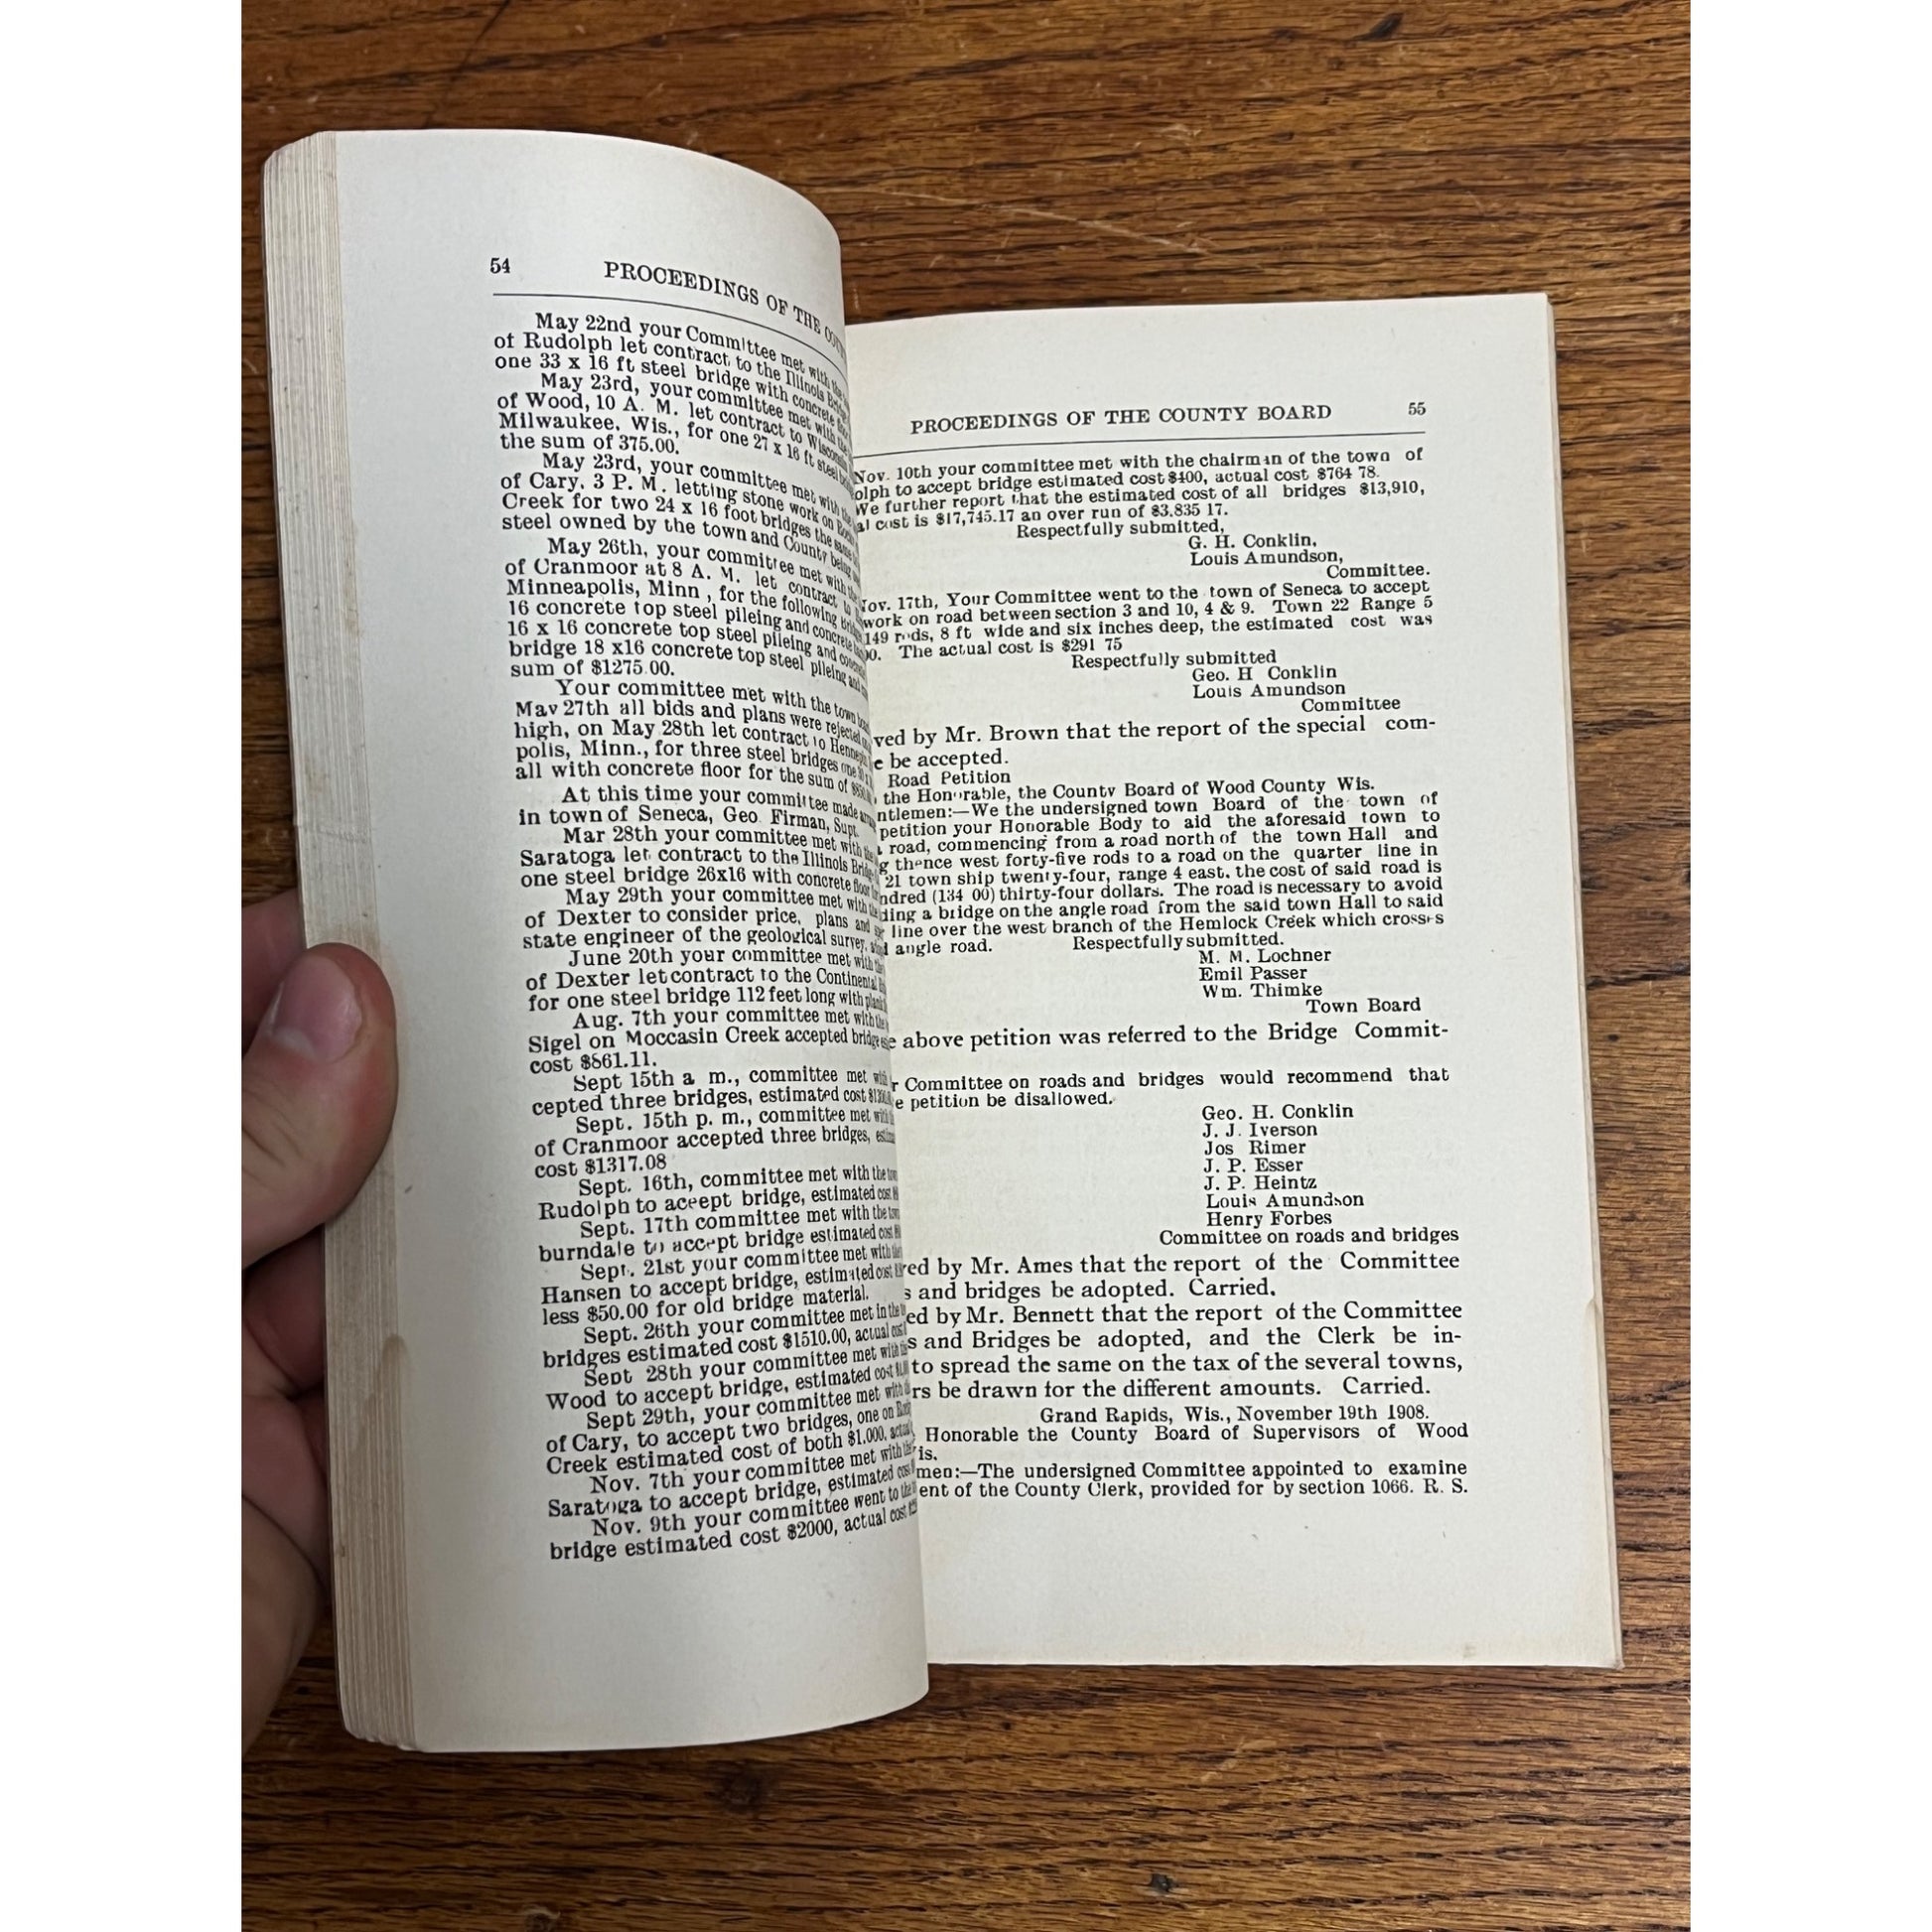 54 PROCEEDINGS OF THE
May 22nd your Committee met with the
of Rudolph let contract to the Illinois
one 33 x 16 ft steel bridge with concrete
May 23rd, your committee met with the
of Wood, 10 A. M. let contract to
Milwaukee, Wis., for one 27 x 16 ft steel
the sum of 375.00.
May 23rd, your committee met with the
of Cary, 3 P. M. letting stone work on
Creek for two 24 x 16 foot bridges the same
steel owned by the town and County being
May 26th, your committee met with the
of Cranmoor at 8 A. M. let contract to
Minneapolis, Minn , for the following
16 concrete top steel pileing and concrete
16 x 16 concrete top steel pileing and
bridge 18 x16 concrete top steel pileing and
sum of $1275.00.
Your committee met with the town
May 27th all bids and plans were rejected
high, on May 28th let contract to
polis, Minn., for three steel bridges one
all with concrete floor for the sum of
At this time your committee made
in town of Seneca, Geo Firman, Supt.
Mar 28th your committee met with the
Saratoga let contract to the Illinois
one steel bridge 26x16 with concrete floor
May 29th your committee met with the
of Dexter to consider price, plans and
state engineer of the geological survey,
June 20th your committee met with the
of Dexter let contract to the Continental
for one steel bridge 112 feet long with
Aug. 7th your committee met with the
Sigel on Moccasin Creek accepted bridge
cost $861.11.
Sept 15th a m., committee met
cepted three bridges, estimated cost
Sept. 15th p. m., committee met with
of Cranmoor accepted three bridges,
cost $1317.08
Sept. 16th, committee met with the
Rudolph to accept bridge, estimated cost
Sept. 17th committee met with the
burndale to accept bridge estimated cost
Sept. 21st your committee met with
Hansen to accept bridge, estimated cost
less $50.00 for old bridge material.
Sept. 26th your committee met in the
bridges estimated cost $1510.00, actual cost
Sept 28th your committee met with
Wood to accept bridge, estimated cost
Sept 29th, your committee met with
of Cary, to accept two bridges, one on
Creek estimated cost of both $1.000,
Nov. 7th your committee met with
Saratoga to accept bridge, estimated
Nov. 9th your committee went to the
bridge estimated cost $2000, actual cost
PROCEEDINGS OF THE COUNTY BOARD 55
Nov. 10th your committee met with the chairman of the town of
olph to accept bridge estimated cost $400, actual cost $764 78.
We further report that the estimated cost of all bridges $13,910,
al cost is $17,745.17 an over run of $3.835 17.
Respectfully submitted,
G. H. Conklin,
Louis Amundson,
Committee.
Nov. 17th, Your Committee went to the town of Seneca to accept
work on road between section 3 and 10, 4 & 9. Town 22 Range 5
149 rods, 8 ft wide and six inches deep, the estimated cost was
00. The actual cost is $291 75
Respectfully submitted
Geo. H Conklin
Louis Amundson
Committee
ved by Mr. Brown that the report of the special com-
e be accepted.
Road Petition
the Honorable, the County Board of Wood County Wis.
ntlemen:—We the undersigned town Board of the town of
petition your Honorable Body to aid the aforesaid town to
road, commencing from a road north of the town Hall and
g thence west forty-five rods to a road on the quarter line in
21 town ship twenty-four, range 4 east. the cost of said road is
ndred (134 00) thirty-four dollars. The road is necessary to avoid
ding a bridge on the angle road from the said town Hall to said
line over the west branch of the Hemlock Creek which crosses
angle road. Respectfully submitted.
M. M. Lochner
Emil Passer
Wm. Thimke
Town Board
e above petition was referred to the Bridge Commit-
r Committee on roads and bridges would recommend that
e petition be disallowed.
Geo. H. Conklin
J. J. Iverson
Jos Rimer
J. P. Esser
J. P. Heintz
Louis Amundson
Henry Forbes
Committee on roads and bridges
ved by Mr. Ames that the report of the Committee
s and bridges be adopted. Carried.
ed by Mr. Bennett that the report of the Committee
s and Bridges be adopted, and the Clerk be in-
to spread the same on the tax of the several towns,
rs be drawn for the different amounts. Carried.
Grand Rapids, Wis., November 19th 1908.
Honorable the County Board of Supervisors of Wood
is.
men:—The undersigned Committee appointed to examine
ent of the County Clerk, provided for by section 1066. R. S.